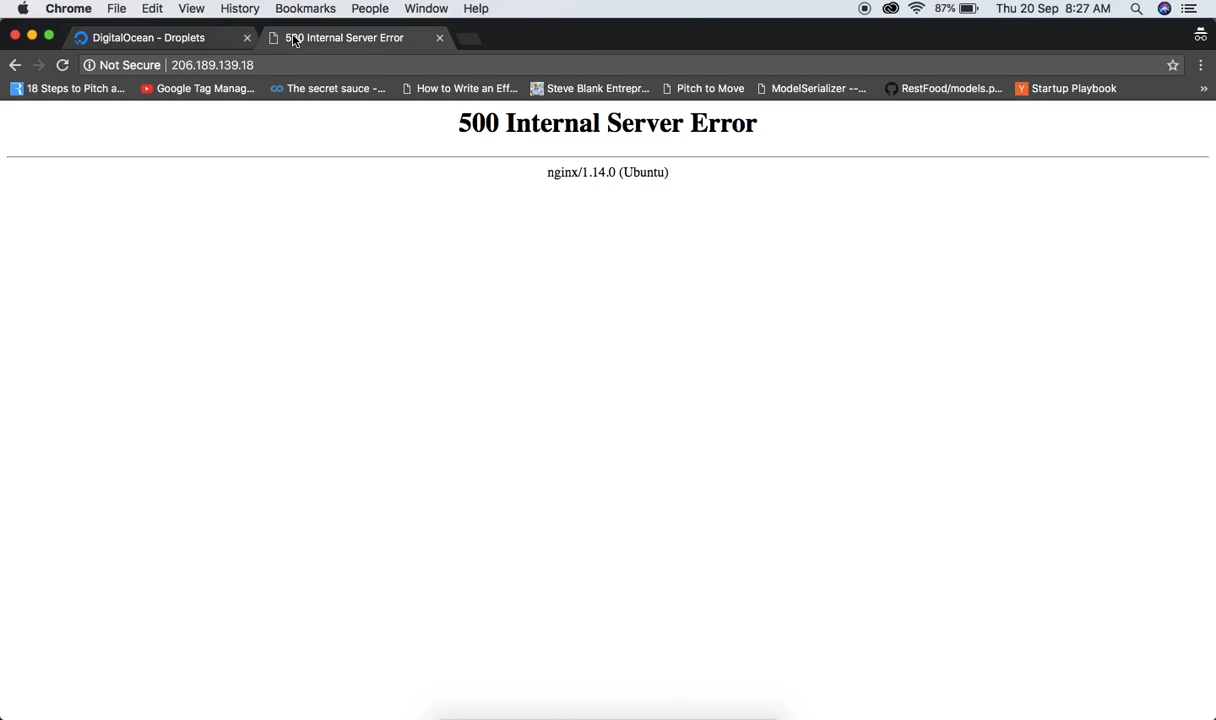 Chrome File Edit View History Bookmarks People Window Help 87% Thu 20 Sep 8:27 AM
DigitalOcean - Droplets 500 Internal Server Error
Not Secure 206.189.139.18
18 Steps to Pitch a... Google Tag Manag... The secret sauce -... How to Write an Eff... Steve Blank Entrepr... Pitch to Move ModelSerializer --... RestFood/models.p... Y Startup Playbook »
500 Internal Server Error
nginx/1.14.0 (Ubuntu)